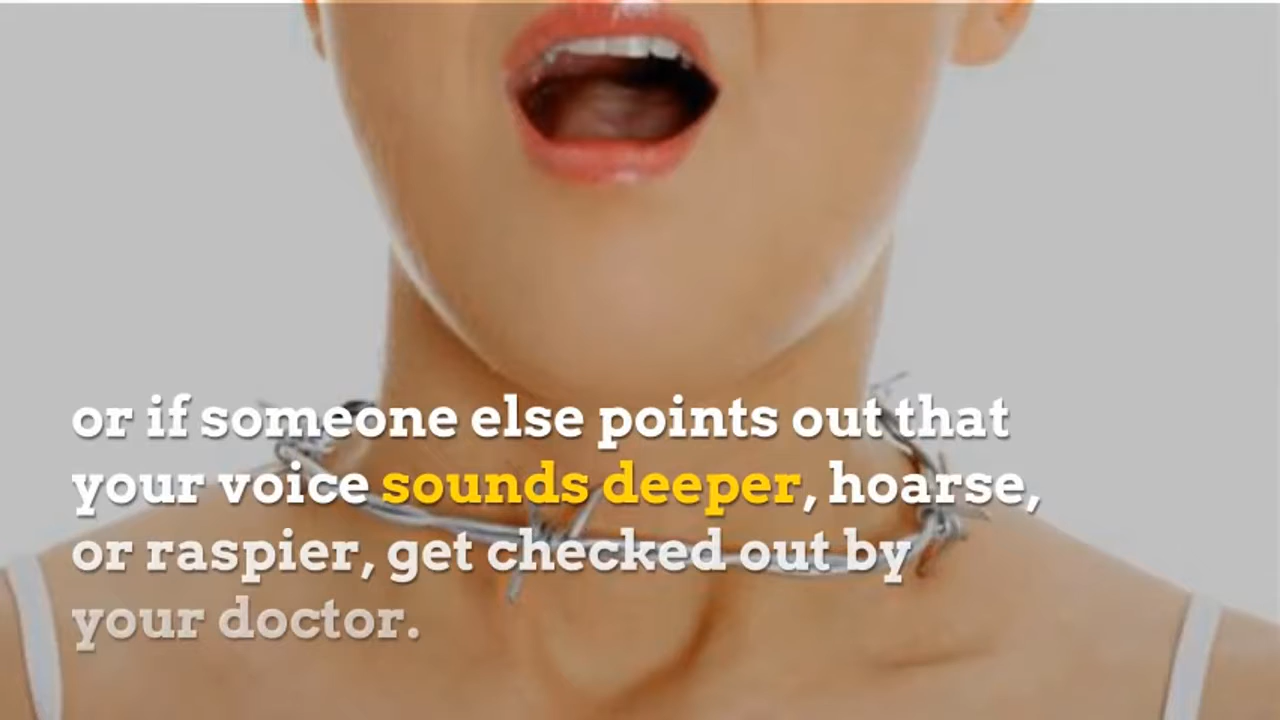 or if someone else points out that
your voice sounds deeper, hoarse,
or raspier, get checked out by
your doctor.